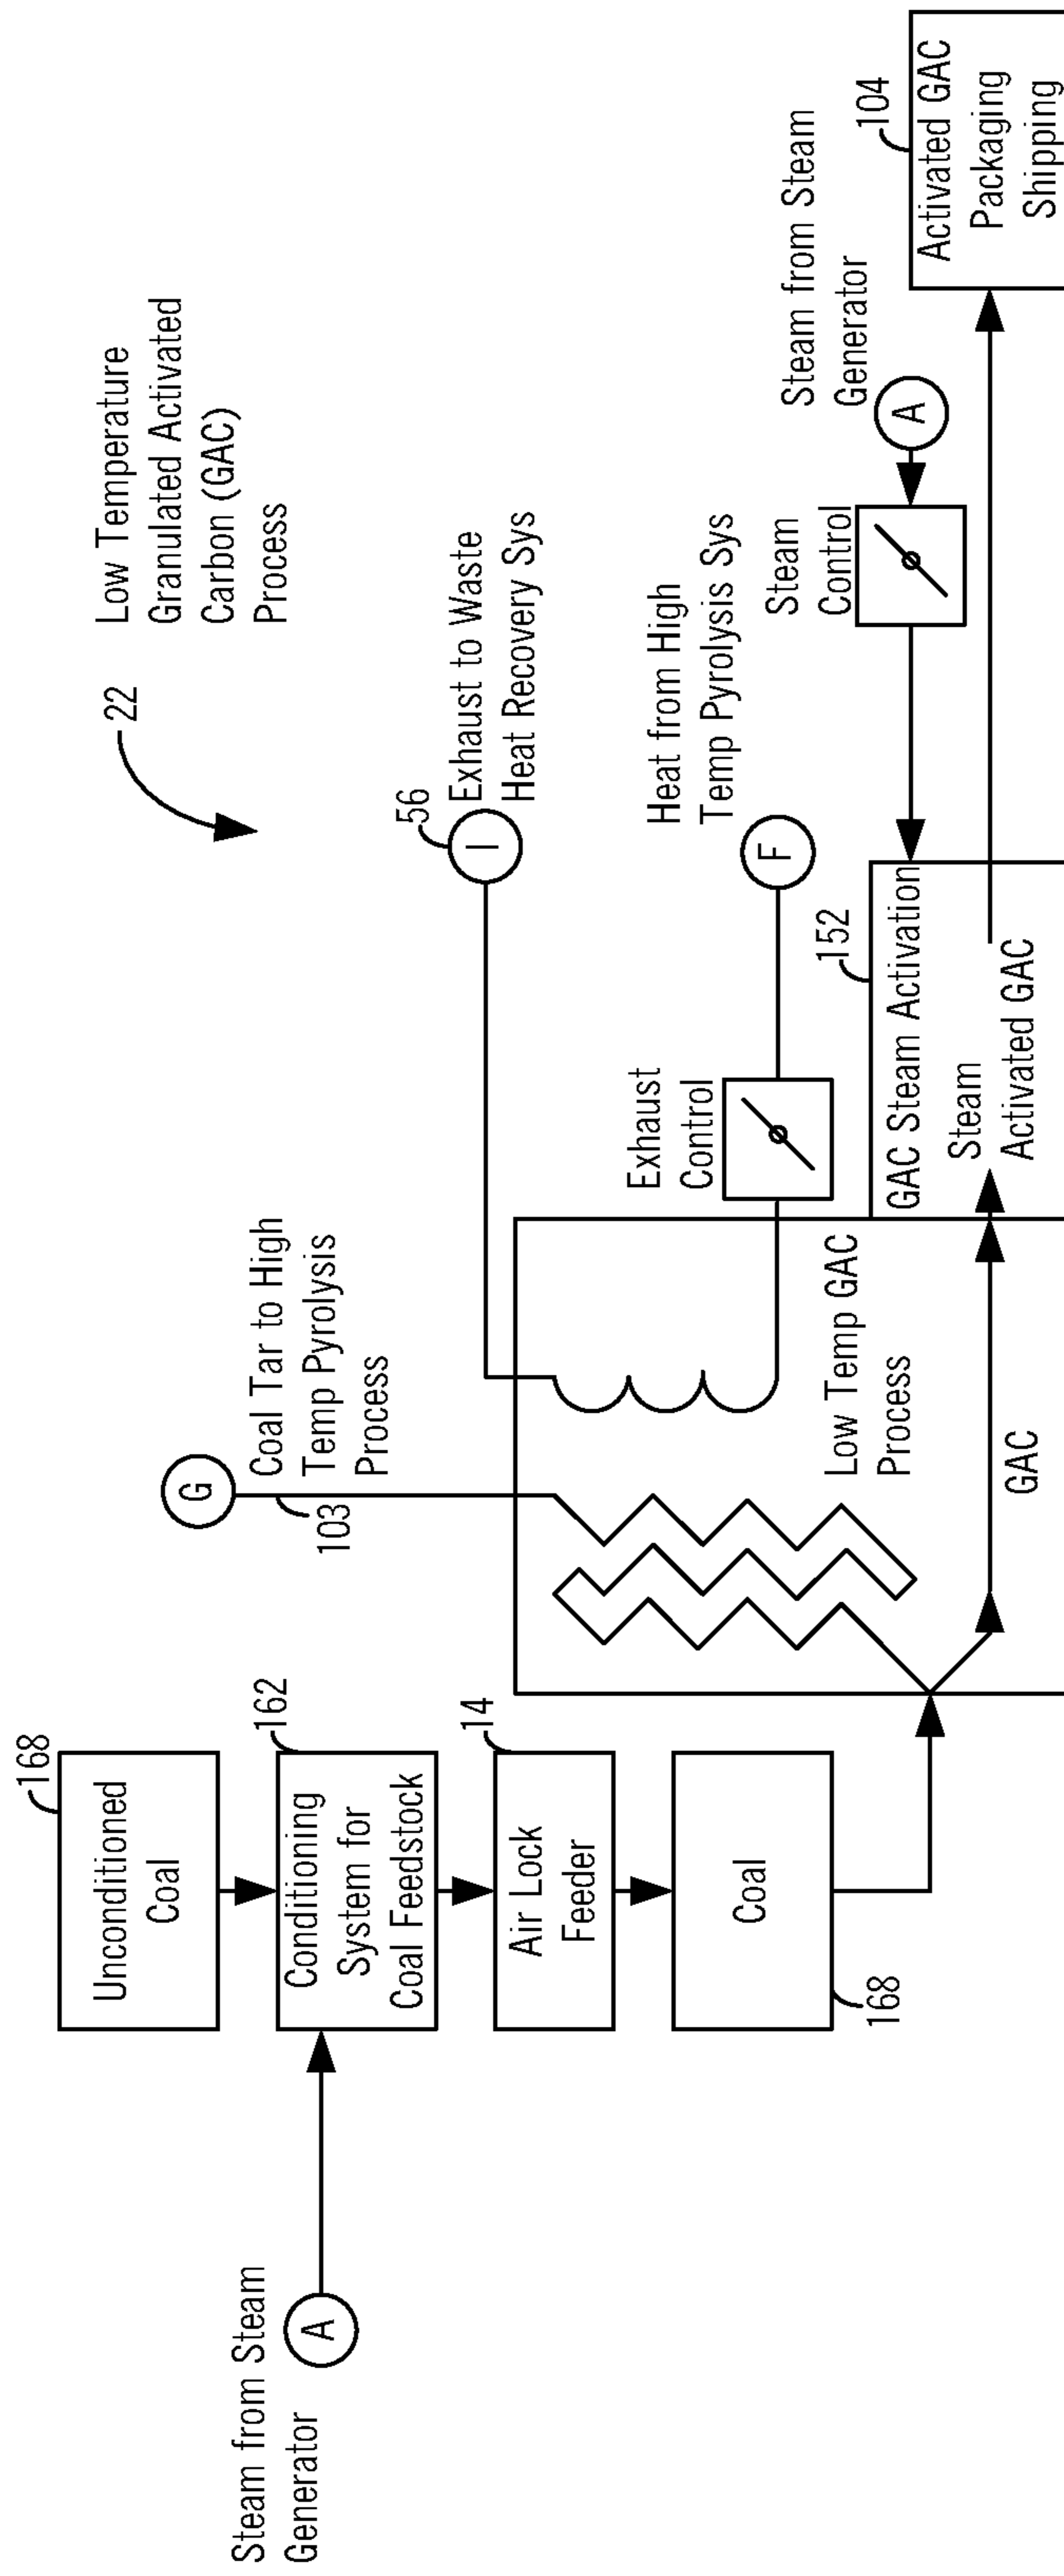 Low Temperature
Granulated Activated
Carbon (GAC)
Process
22
168
Unconditioned
Coal
Steam from Steam
Generator
A
162
Conditioning
System for
Coal Feedstock
14
Air Lock
Feeder
Coal
168
G
Coal Tar to High
Temp Pyrolysis
Process
103
56
I
Exhaust to Waste
Heat Recovery Sys
Heat from High
Temp Pyrolysis Sys
F
Exhaust
Control
Low Temp GAC
Process
GAC
152
GAC Steam Activation
Steam
Activated GAC
Steam
Control
Steam from Steam
Generator
A
104
Activated GAC
Packaging
Shipping